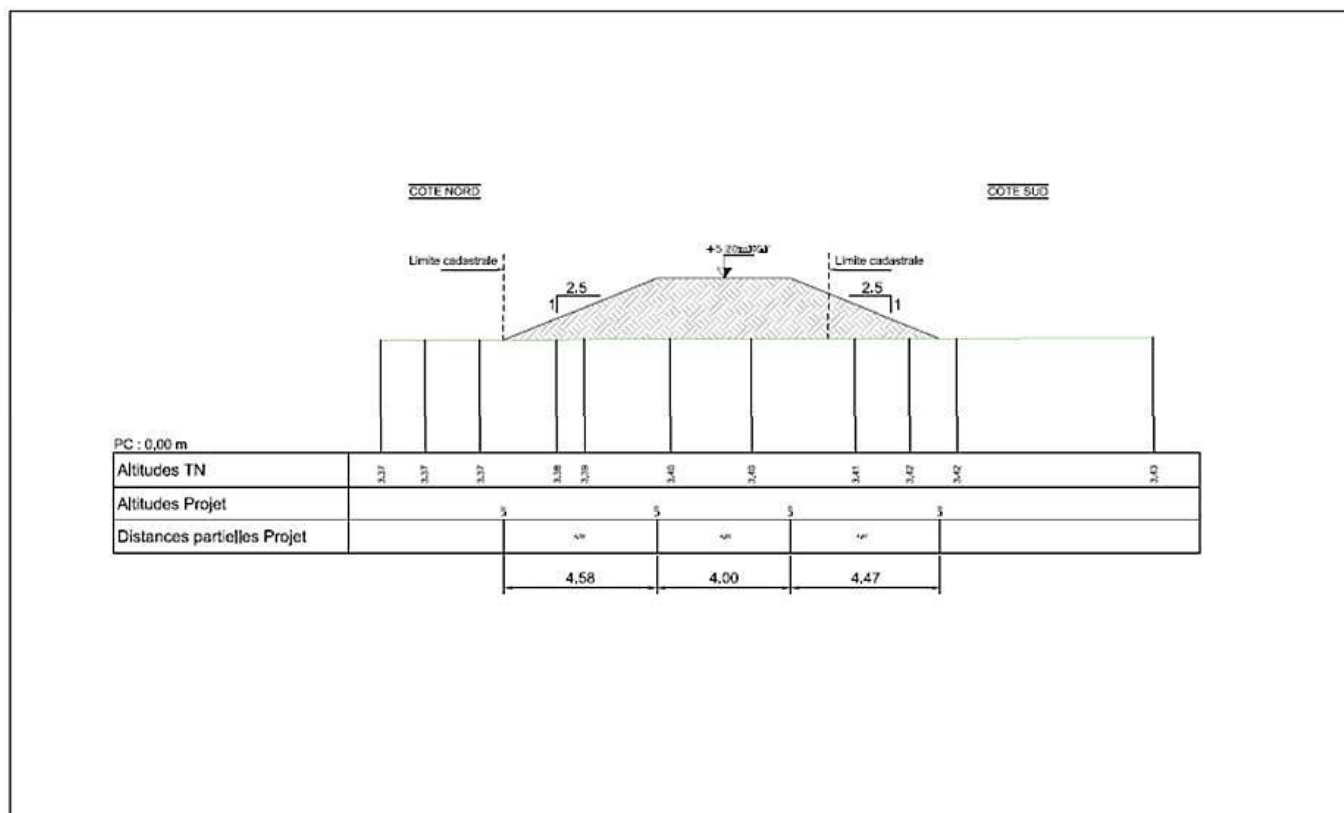 COTE NORD
COTE SUD
Limite cadastrale
Limite cadastrale
2.5
1
2.5
1
PC : 0,00 m
Altitudes TN 3,37 3,37 3,37 3,38 3,39 3,40 3,40 3,41 3,42 3,42 3,43
Altitudes Projet
Distances partielles Projet
4.58 4.00 4.47